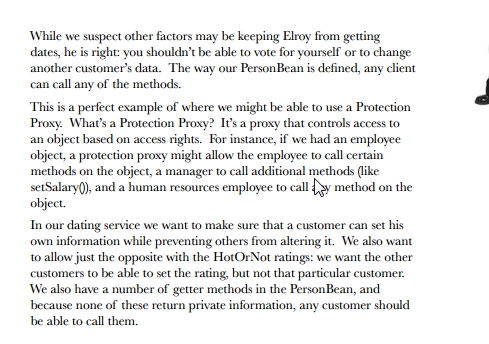 While we suspect other factors may be keeping Elroy from getting
dates, he is right: you shouldn't be able to vote for yourself or to change
another customer's data. The way our PersonBean is defined, any client
can call any of the methods.
This is a perfect example of where we might be able to use a Protection
Proxy. What's a Protection Proxy? It's a proxy that controls access to
an object based on access rights. For instance, if we had an employee
object, a protection proxy might allow the employee to call certain
methods on the object, a manager to call additional methods (like
setSalary()), and a human resources employee to call any method on the
object.
In our dating service we want to make sure that a customer can set his
own information while preventing others from altering it. We also want
to allow just the opposite with the HotOrNot ratings: we want the other
customers to be able to set the rating, but not that particular customer.
We also have a number of getter methods in the PersonBean, and
because none of these return private information, any customer should
be able to call them.